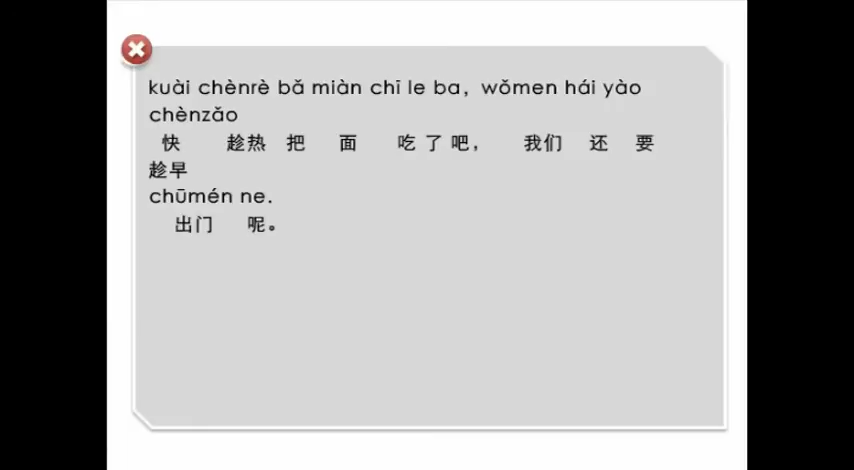 kuài chènrè bǎ miàn chī le ba，wǒmen hái yào
chènzǎo
快 趁热 把 面 吃 了 吧， 我们 还 要
趁早
chūmén ne.
出门 呢。